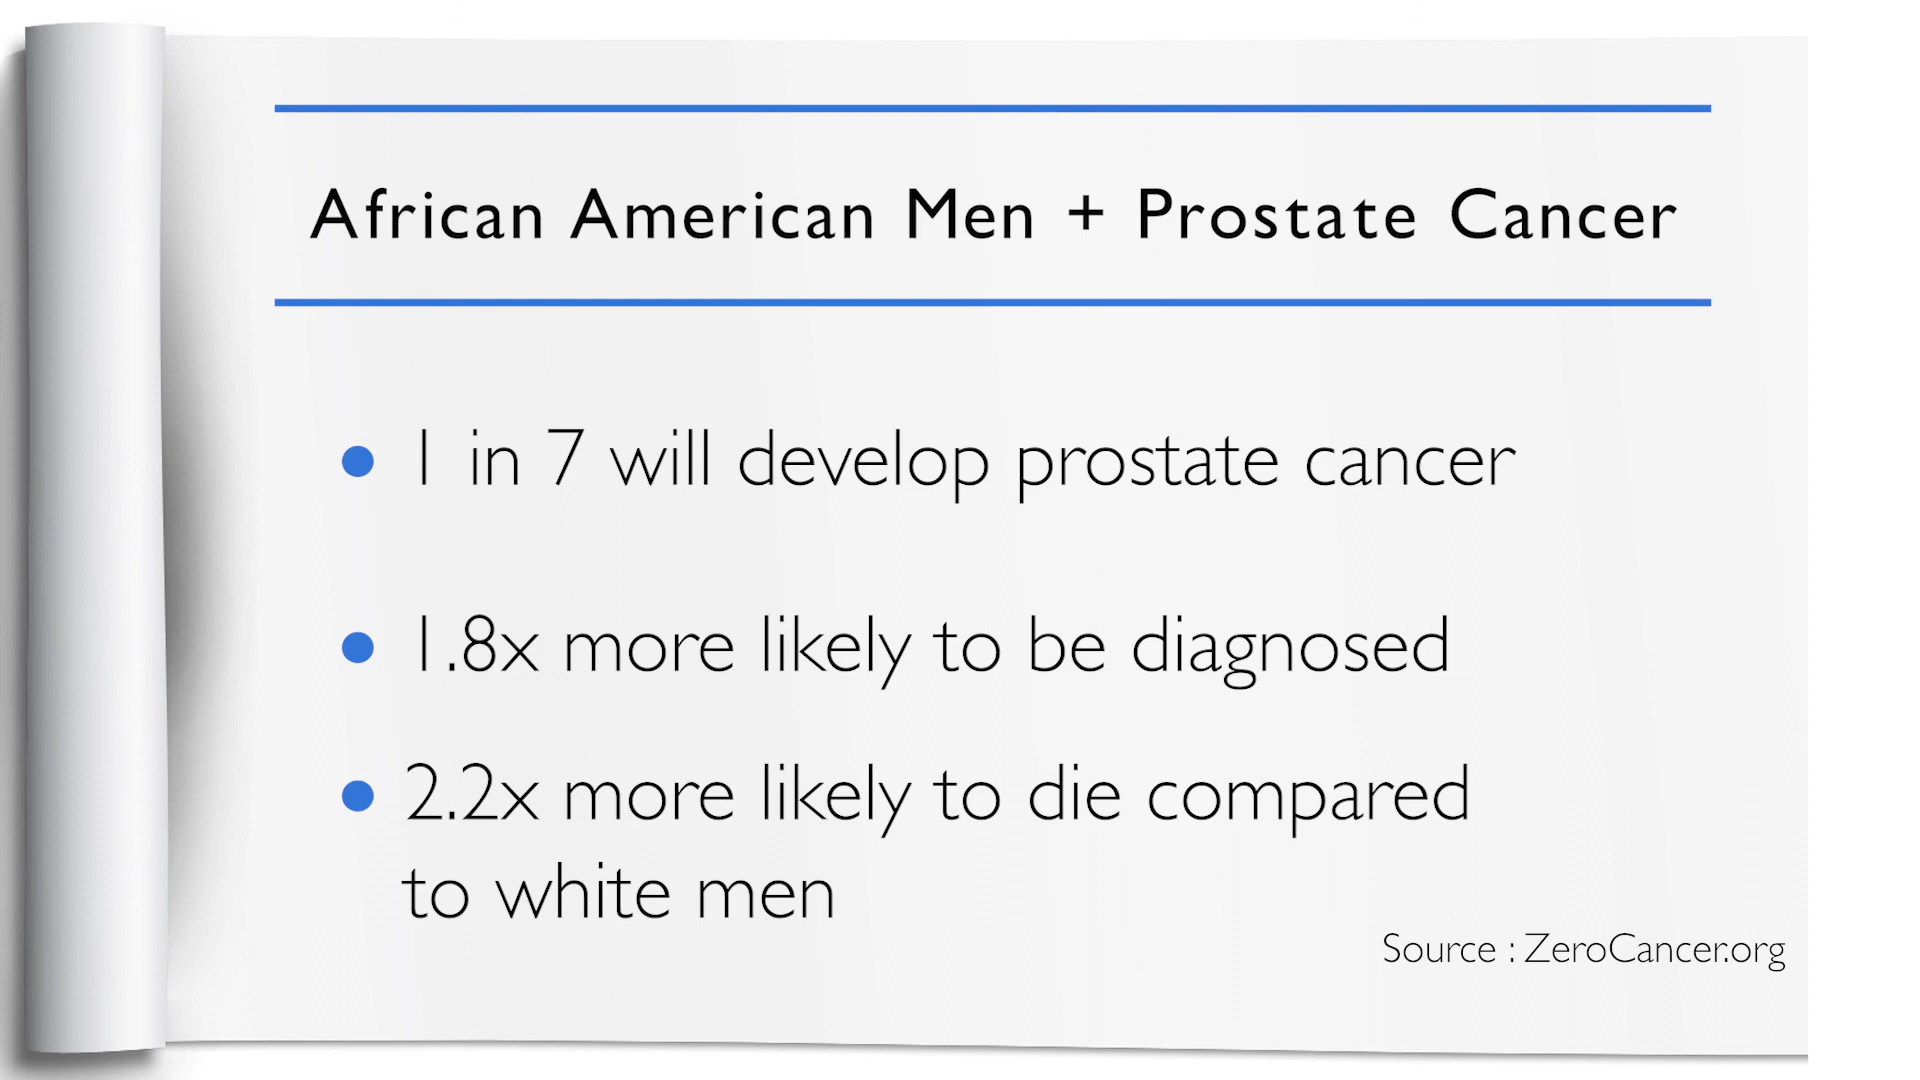 African American Men + Prostate Cancer
1 in 7 will develop prostate cancer
1.8x more likely to be diagnosed
2.2x more likely to die compared
to white men
Source : ZeroCancer.org